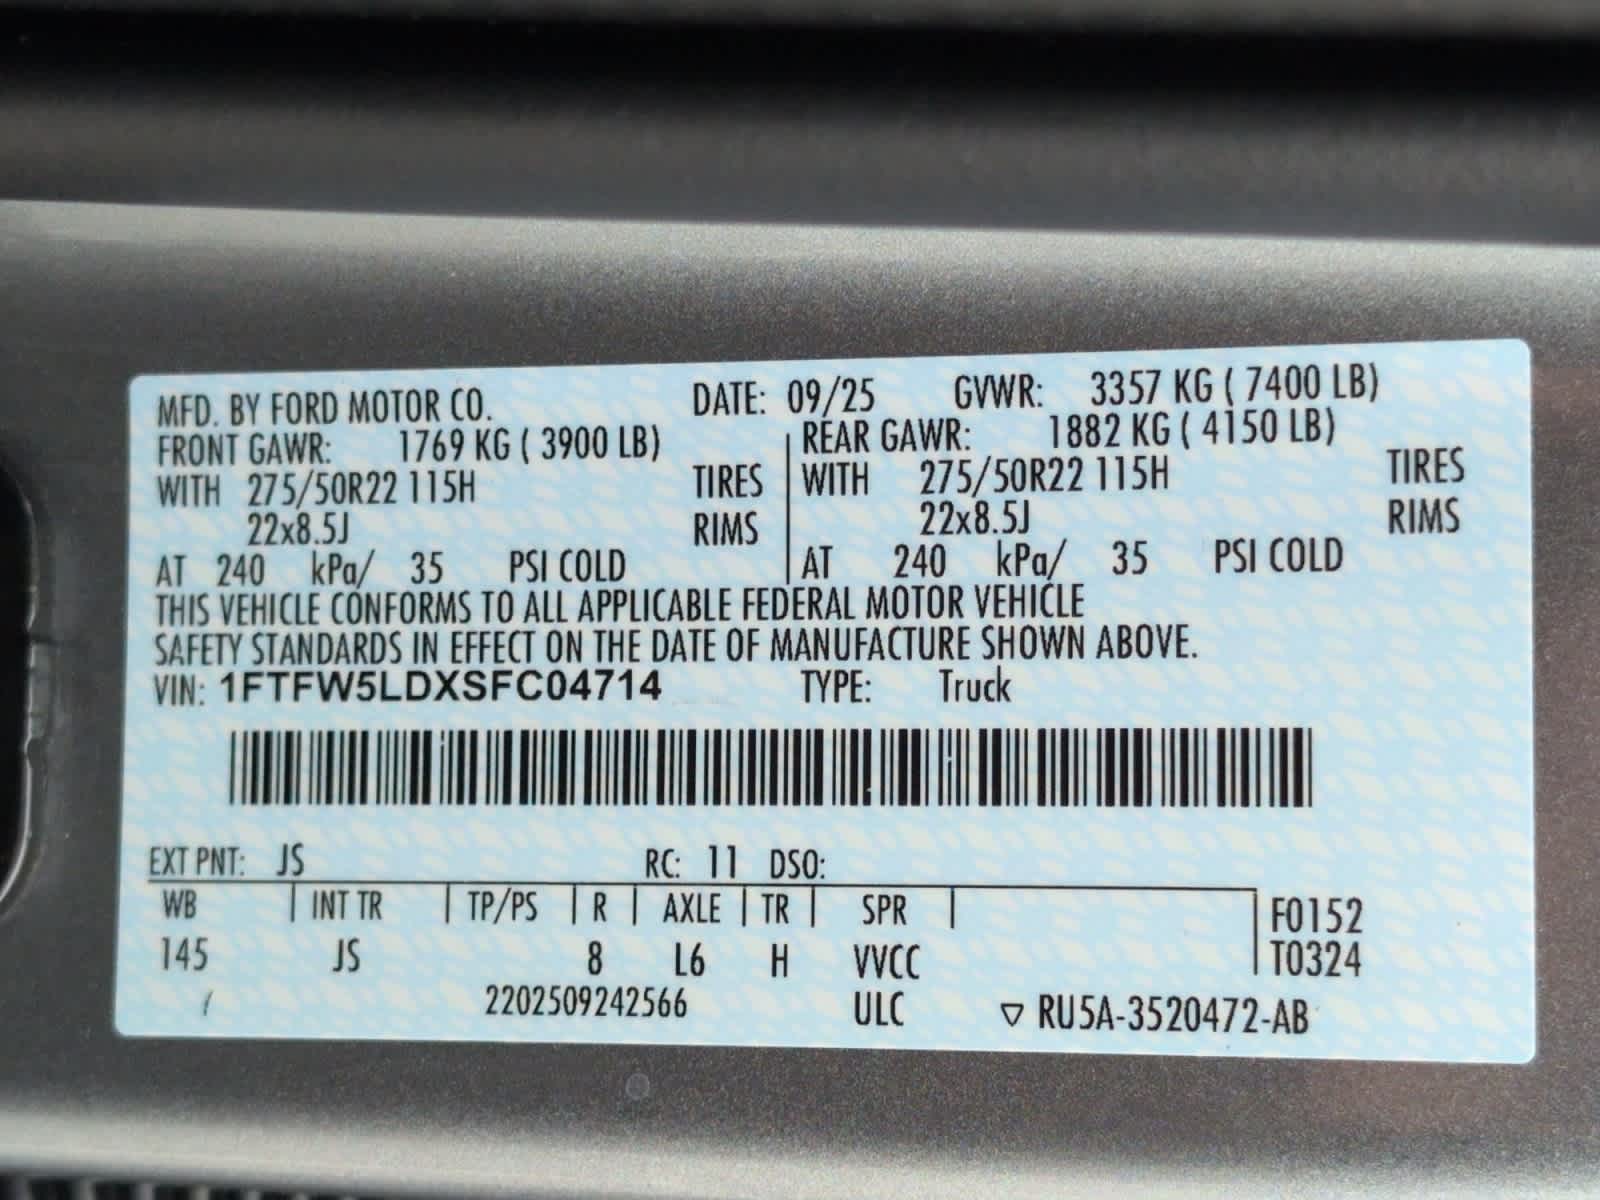 MFD. BY FORD MOTOR CO. DATE: 09/25 GVWR: 3357 KG ( 7400 LB)
FRONT GAWR: 1769 KG ( 3900 LB) REAR GAWR: 1882 KG ( 4150 LB)
WITH 275/50R22 115H TIRES WITH 275/50R22 115H TIRES
22x8.5J RIMS 22x8.5J RIMS
AT 240 kPa/ 35 PSI COLD AT 240 kPa/ 35 PSI COLD
THIS VEHICLE CONFORMS TO ALL APPLICABLE FEDERAL MOTOR VEHICLE
SAFETY STANDARDS IN EFFECT ON THE DATE OF MANUFACTURE SHOWN ABOVE.
VIN: 1FTFW5LDXSFC04714 TYPE: Truck
EXT PNT: JS RC: 11 DSO:
WB | INT TR | TP/PS | R | AXLE | TR | SPR | F0152
145 JS 8 L6 H VVCC T0324
/ 2202509242566 ULC ▽ RU5A-3520472-AB